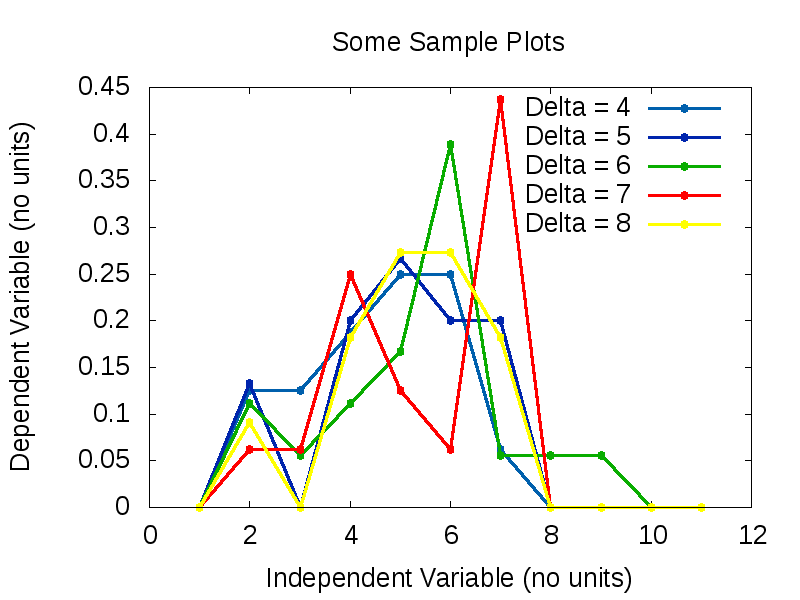 Some Sample Plots
Dependent Variable (no units)
0.45
0.4
0.35
0.3
0.25
0.2
0.15
0.1
0.05
0
Delta = 4
Delta = 5
Delta = 6
Delta = 7
Delta = 8
0 2 4 6 8 10 12
Independent Variable (no units)